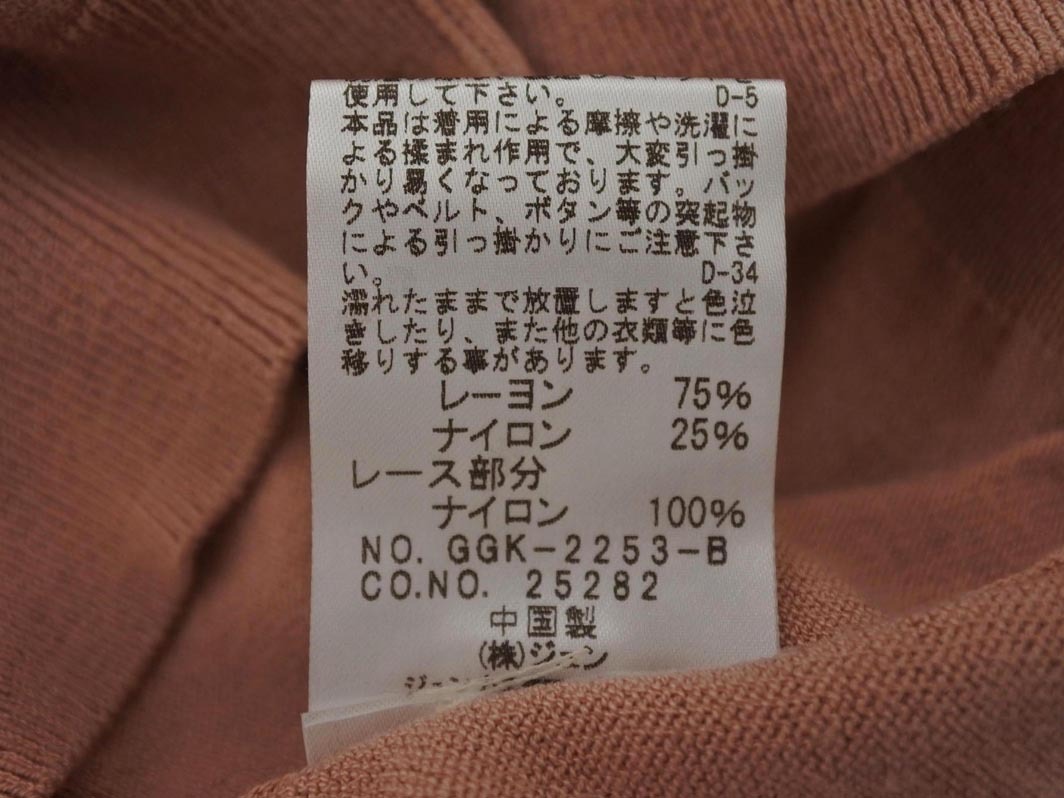 使用して下さい。 D-5
本品は着用による摩擦や洗濯に
よる揉まれ作用で、大変引っ掛
かり易くなっております。バッ
クやベルト、ボタン等の突起物
による引っ掛かりにご注意下さ
い。 D-34
濡れたままで放置しますと色泣
きしたり、また他の衣類等に色
移りする事があります。
レーヨン 75%
ナイロン 25%
レース部分
ナイロン 100%
NO. GGK-2253-B
CO.NO. 25282
中国製
(株)ジュン